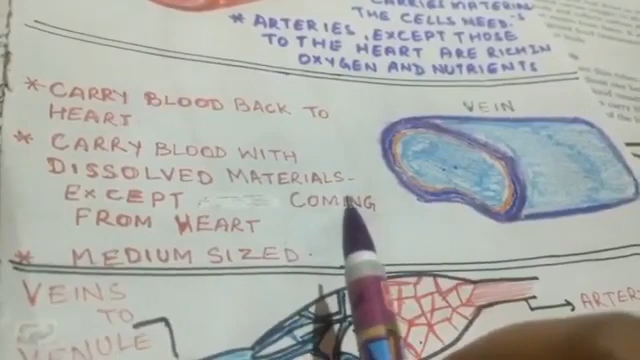 CARRIES MATERIAL
THE CELLS NEED.
* ARTERIES, EXCEPT THOSE
TO THE HEART ARE RICH IN
OXYGEN AND NUTRIENTS
* CARRY BLOOD BACK TO
HEART
* CARRY BLOOD WITH
DISSOLVED MATERIALS-
EXCEPT COMING
FROM HEART
* MEDIUM SIZED.
VEIN
VEINS
TO
VENULE
ARTER